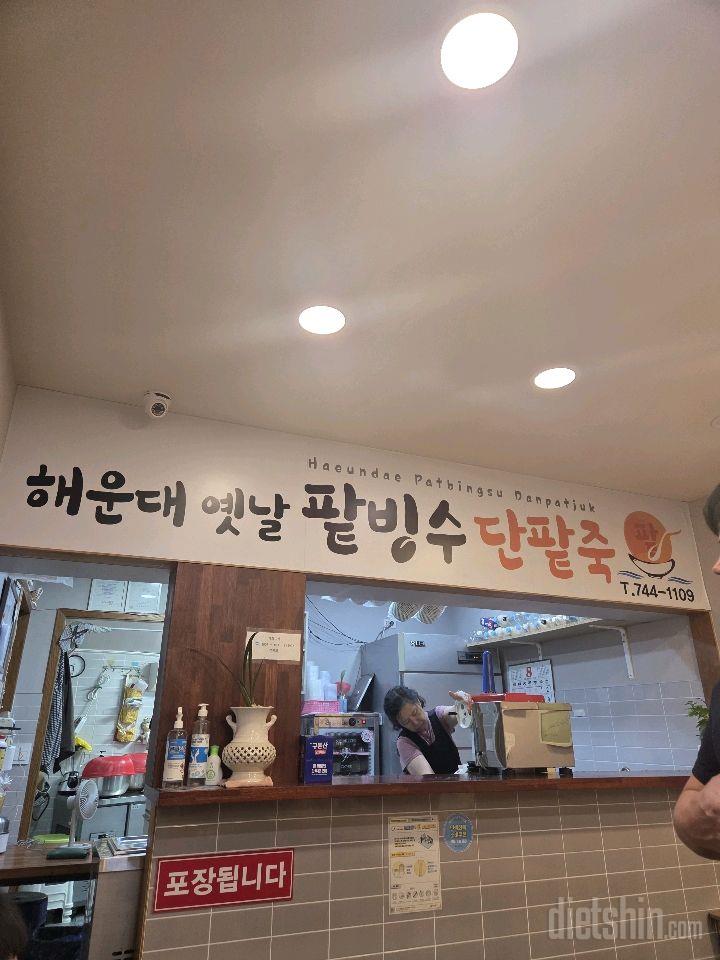 Haeundae Patbingsu Danpatjuk
해운대 옛날 팥빙수 단팥죽
팥
T.744-1109
8
포장됩니다
dietshin.com